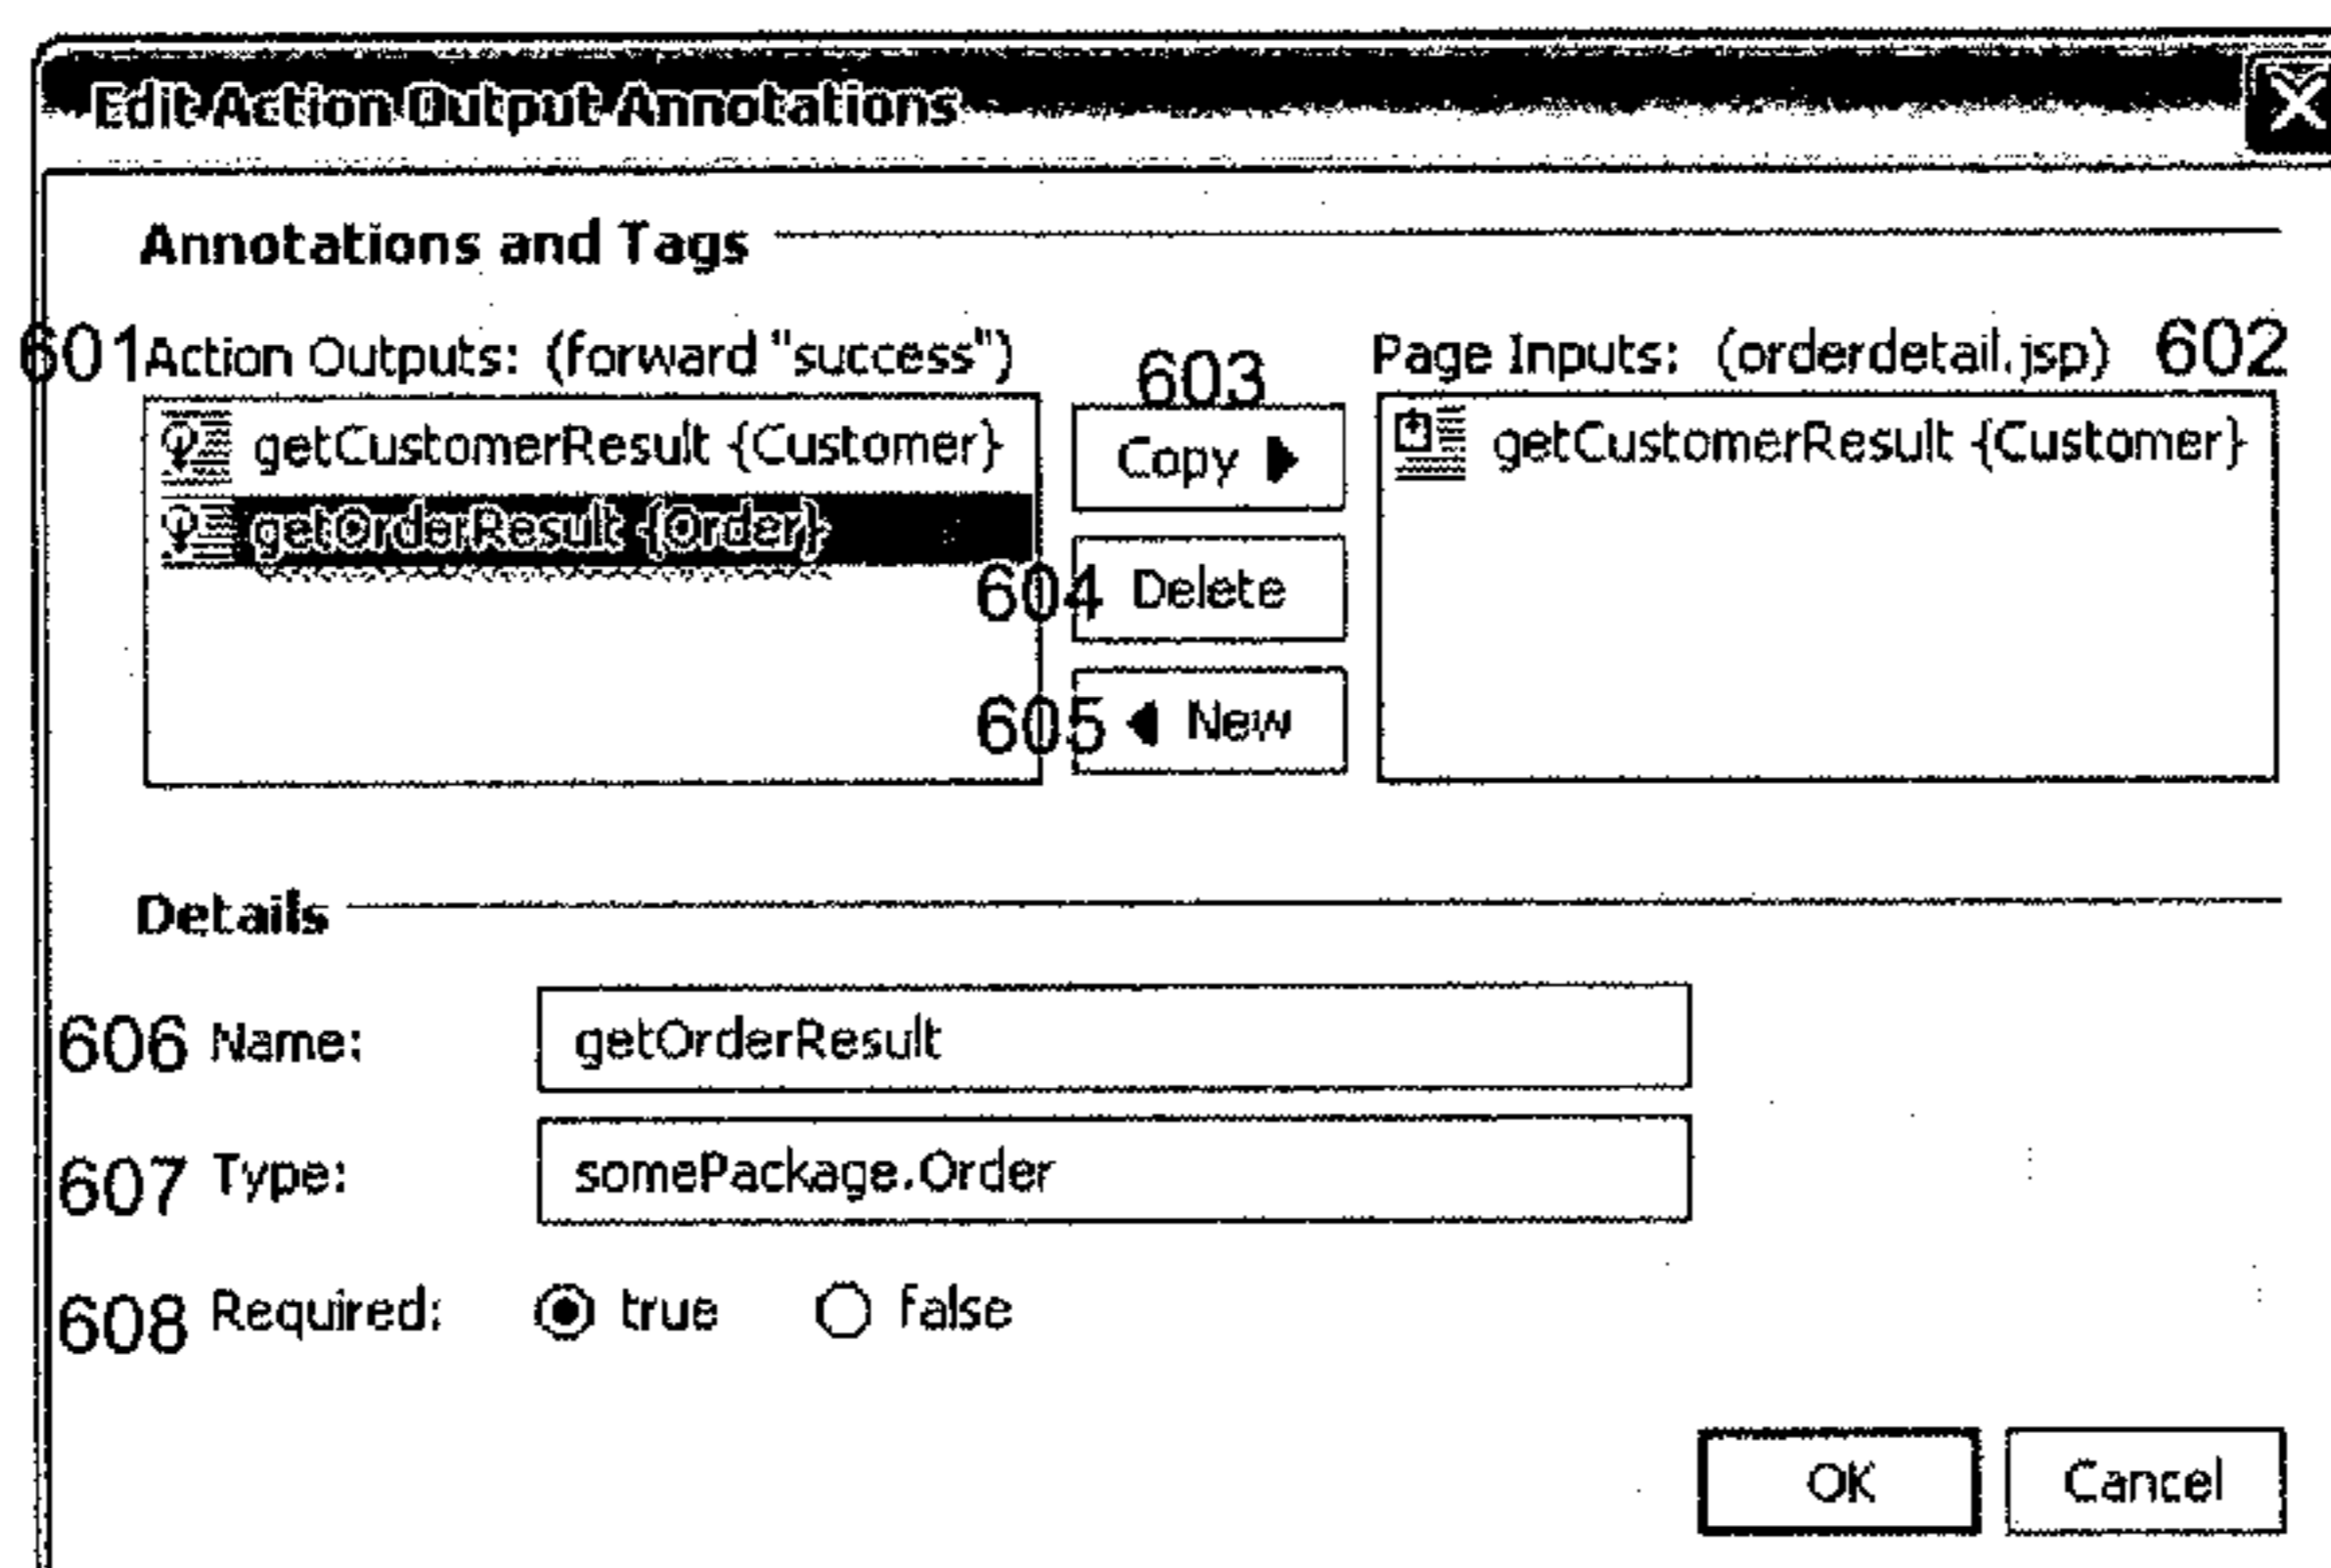 Edit Action Output Annotations
Annotations and Tags
601 Action Outputs: (forward "success")
603
Page Inputs: (orderdetail.jsp) 602
getCustomerResult {Customer}
getOrderResult {Order}
Copy
604 Delete
605 New
getCustomerResult {Customer}
Details
606 Name: getOrderResult
607 Type: somePackage.Order
608 Required: true false
OK Cancel